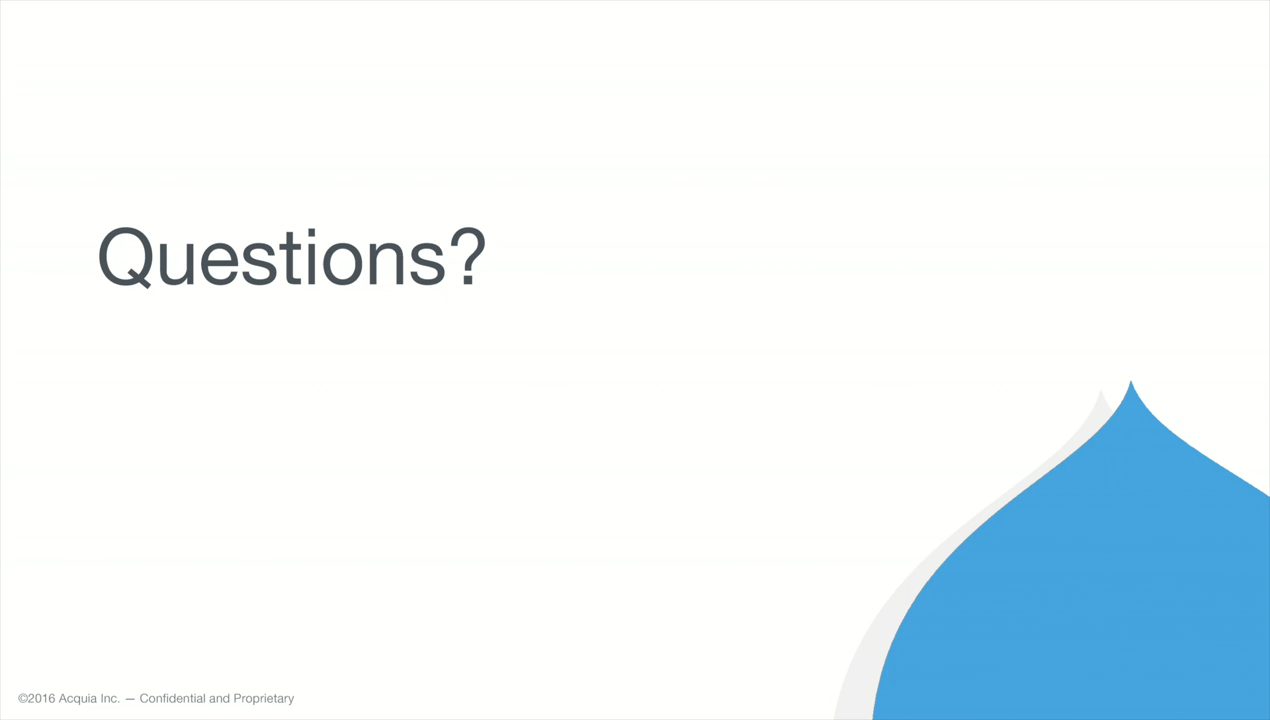 Questions?
©2016 Acquia Inc. — Confidential and Proprietary